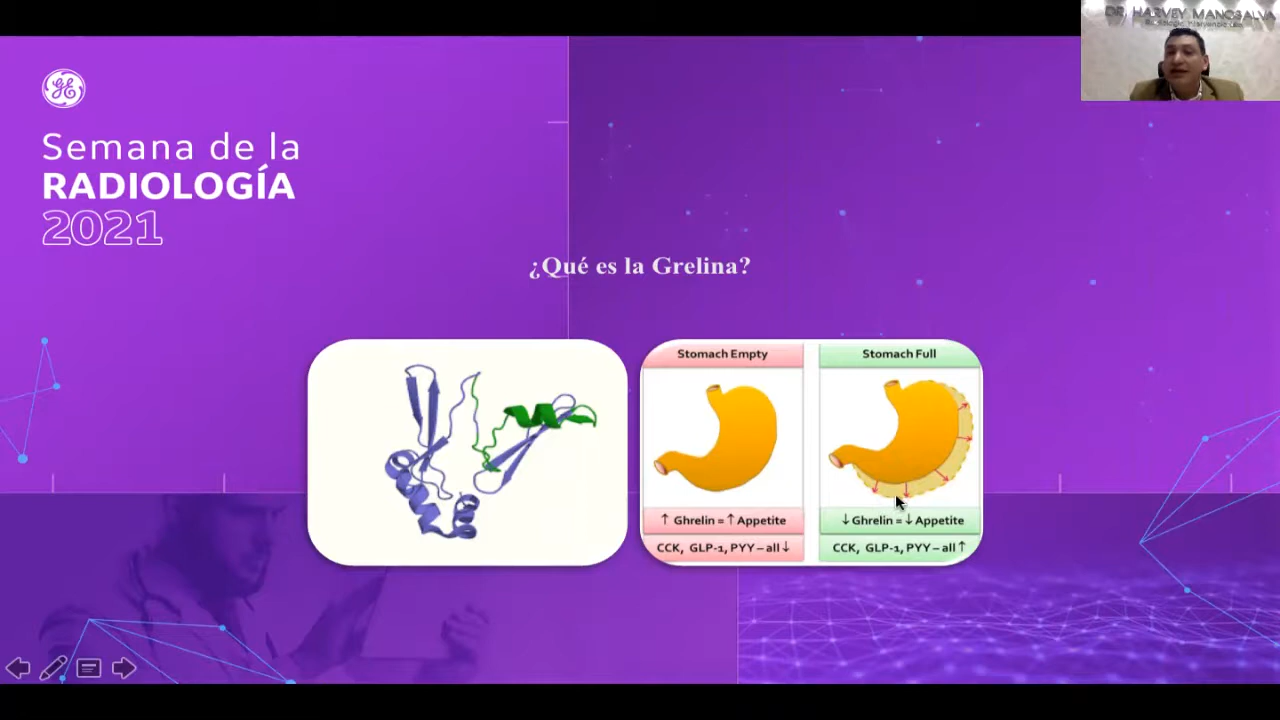 DR. HARVEY MANOSALVA
GE
Semana de la
RADIOLOGÍA
2021
¿Qué es la Grelina?
Stomach Empty
Stomach Full
↑ Ghrelin = ↑ Appetite
↓ Ghrelin = ↓ Appetite
CCK, GLP-1, PYY – all ↓
CCK, GLP-1, PYY – all ↑